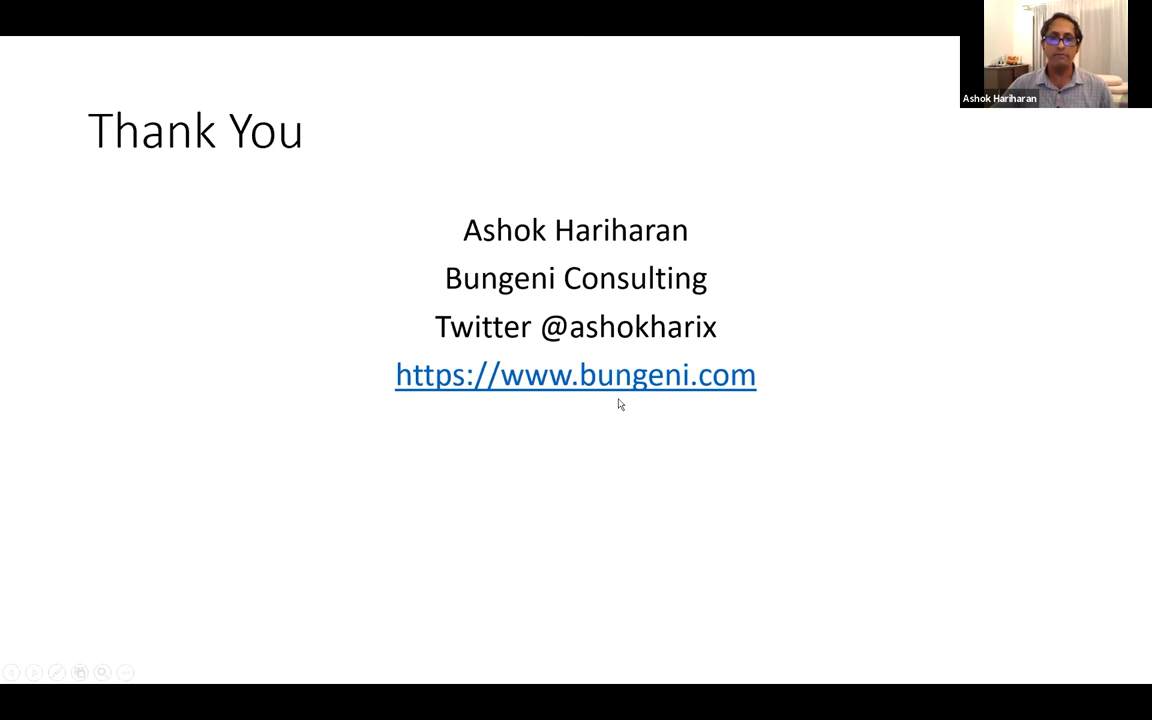 Thank You
Ashok Hariharan
Ashok Hariharan
Bungeni Consulting
Twitter @ashokharix
https://www.bungeni.com